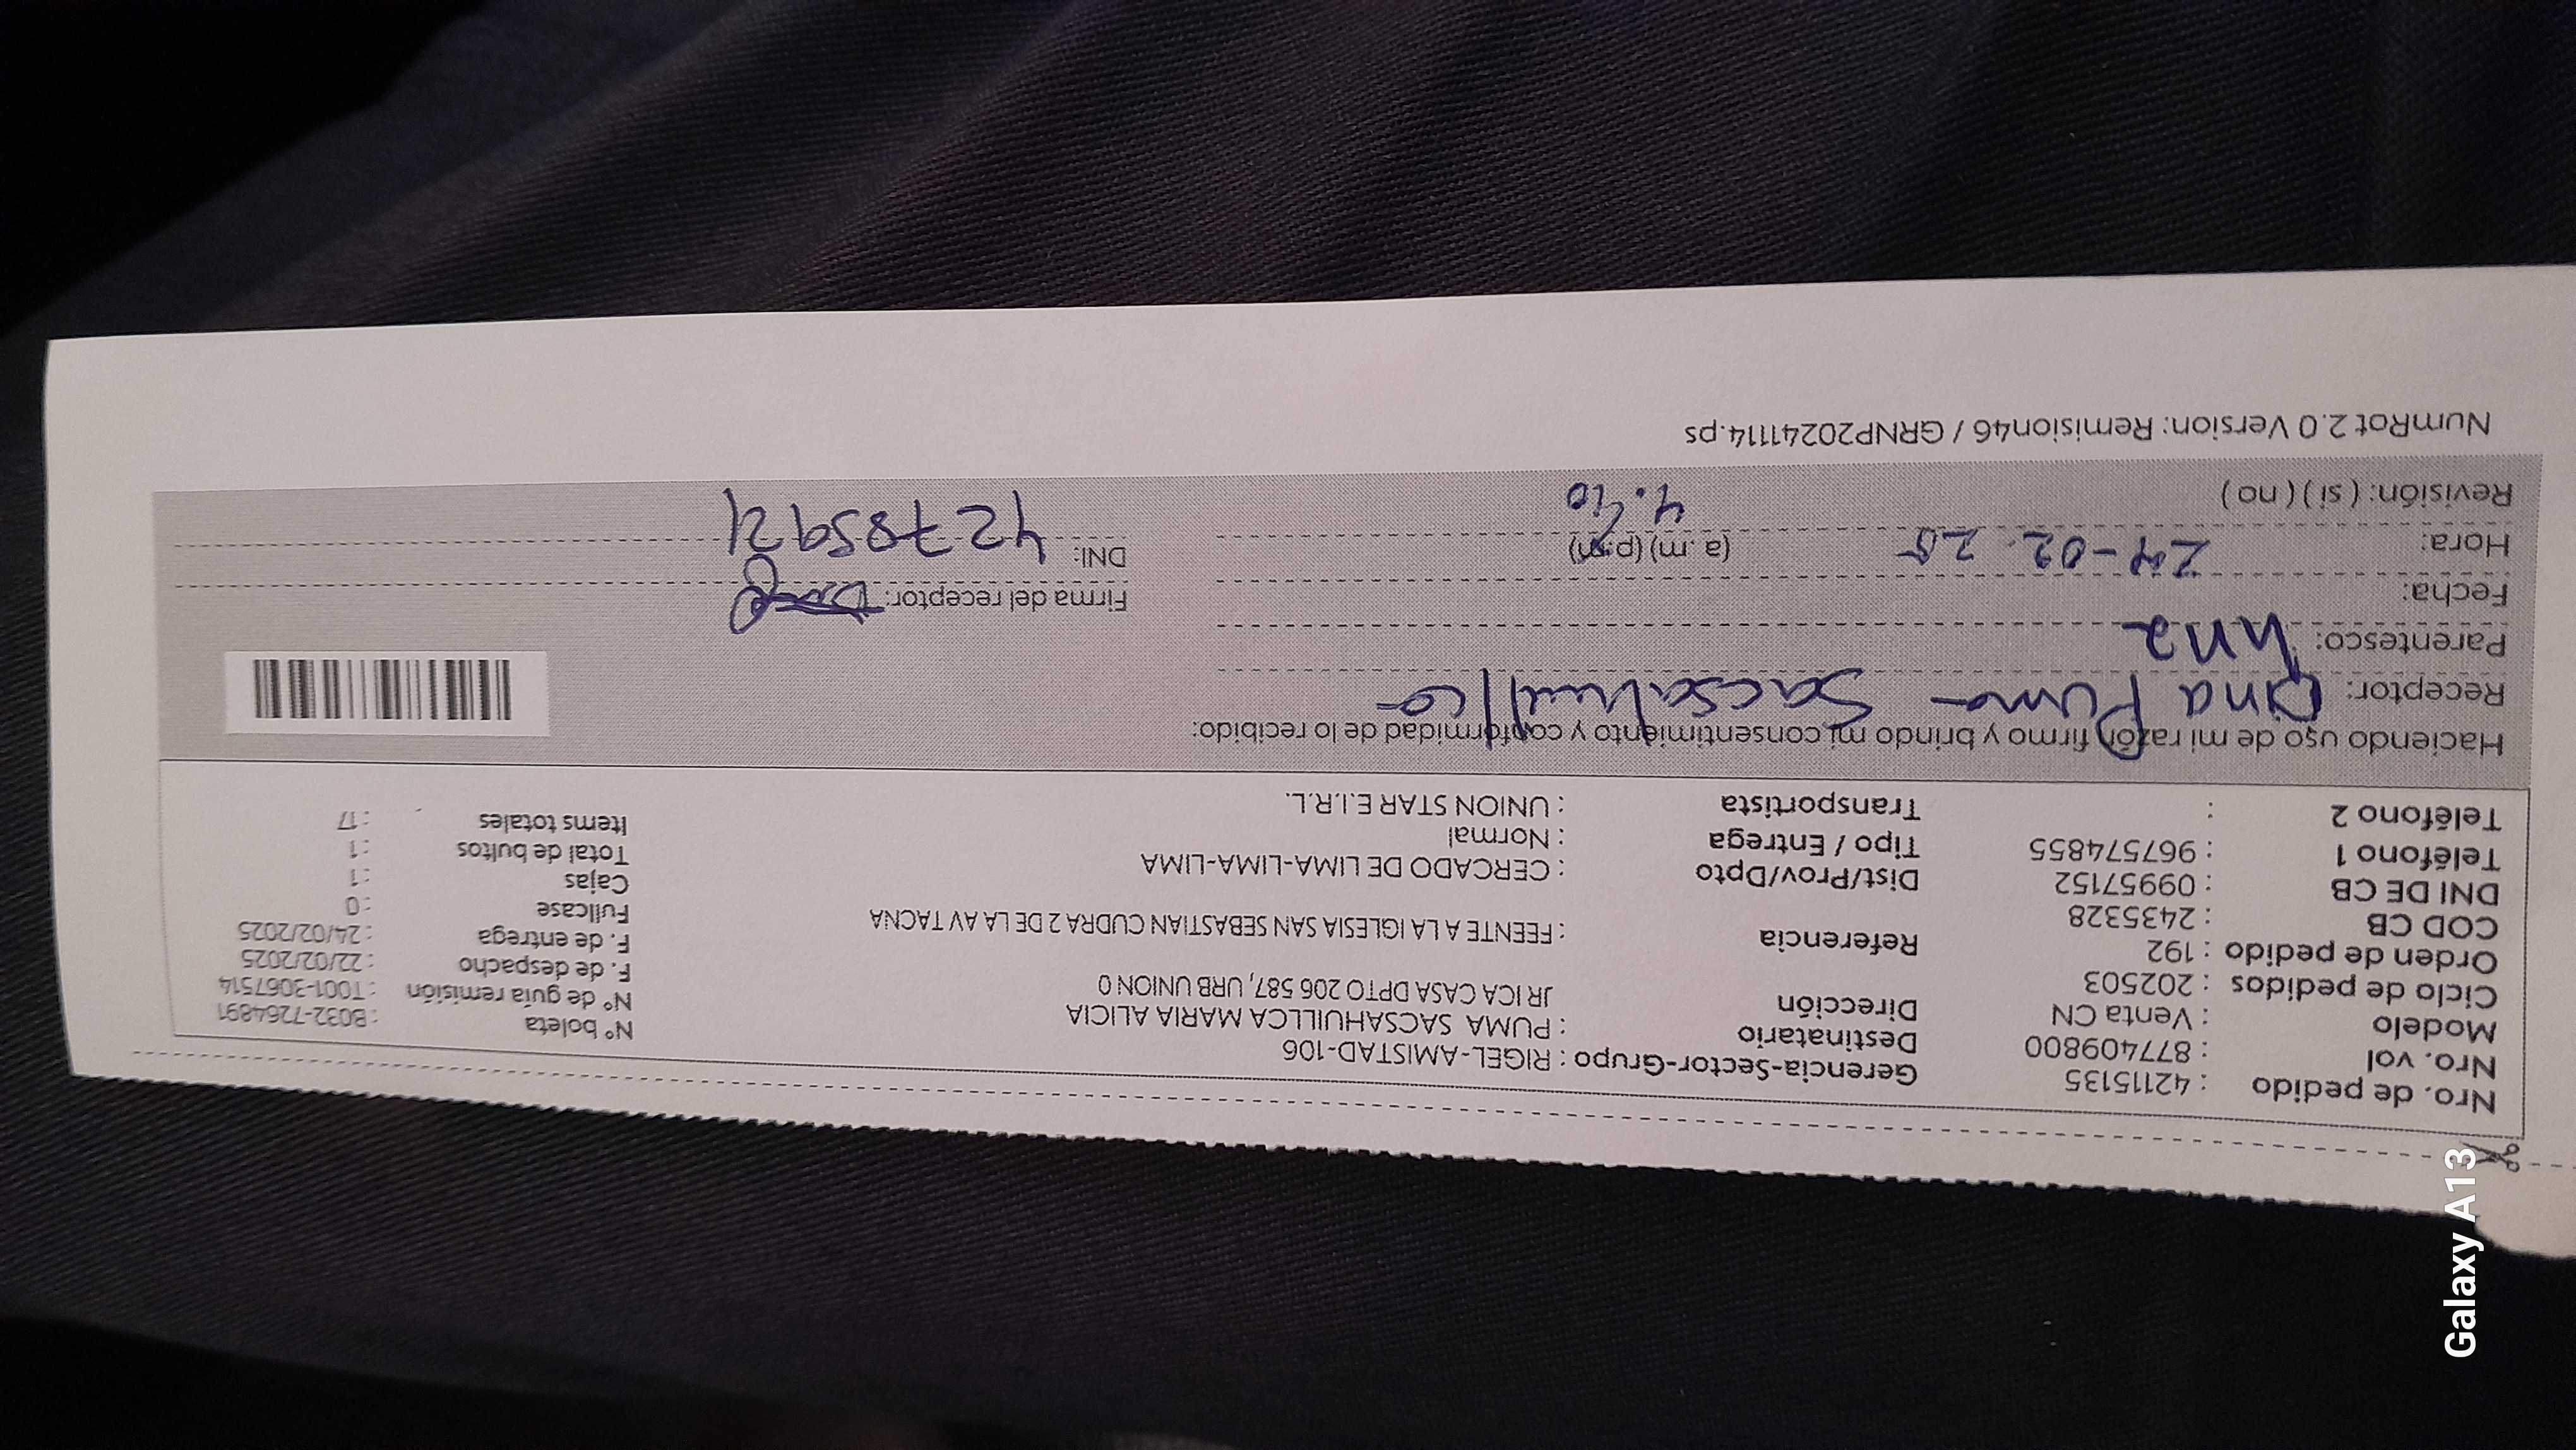 Nro. de pedido : 42115135
Nro. vol : 877409800
Modelo : Venta CN
Ciclo de pedidos : 202503
Orden de pedido : 192
COD CB : 2435328
DNI DE CB : 09957152
Teléfono 1 : 967574855
Teléfono 2 :
Gerencia-Sector-Grupo : RIGEL-AMISTAD-106
Destinatario : PUMA SACSAHUILLCA MARIA ALICIA
Dirección JR ICA CASA DPTO 206 587, URB UNION 0
Referencia : FEENTE A LA IGLESIA SAN SEBASTIAN CUDRA 2 DE LA AV TACNA
Dist/Prov/Dpto : CERCADO DE LIMA-LIMA-LIMA
Tipo / Entrega : Normal
Transportista : UNION STAR E.I.R.L.
N° boleta : B032-7264891
N° de guía remisión : T001-3067514
F. de despacho : 22/02/2025
F. de entrega : 24/02/2025
Fullcase : 0
Cajas : 1
Total de bultos : 1
Items totales : 17
Haciendo uso de mi razón firmo y brindo mi consentimiento y conformidad de lo recibido:
Receptor: Puma
Parentesco: hna
Fecha: 24-02. 25
Hora: (a.m) (p.m) 4.40
Revisión: ( si ) ( no )
Firma del receptor:
DNI: 42785921
NumRot 2.0 Version: Remision46 / GRNP20241114.ps
Galaxy A13